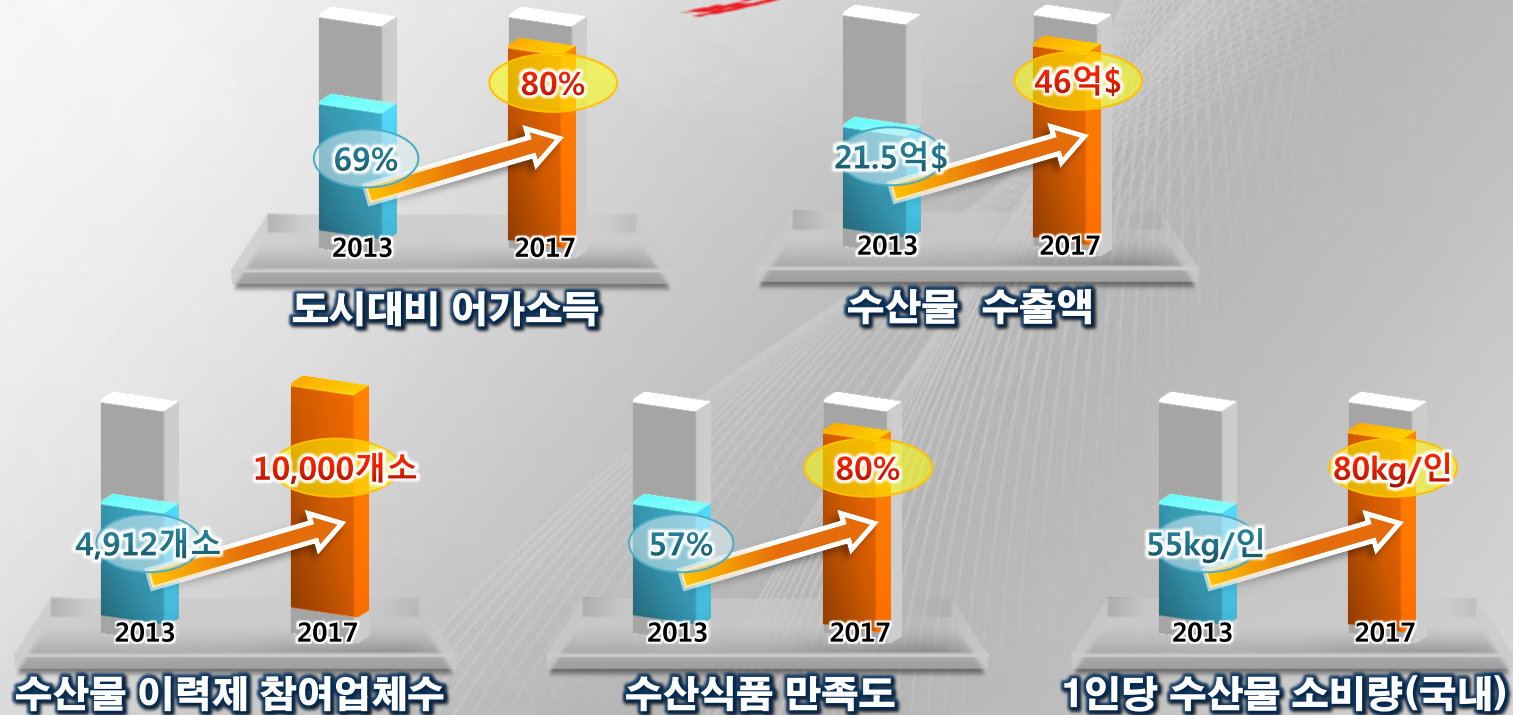 80%
69%
2013 2017
도시대비 어가소득
46억$
21.5억$
2013 2017
수산물 수출액
10,000개소
4,912개소
2013 2017
수산물 이력제 참여업체수
80%
57%
2013 2017
수산식품 만족도
80kg/인
55kg/인
2013 2017
1인당 수산물 소비량(국내)